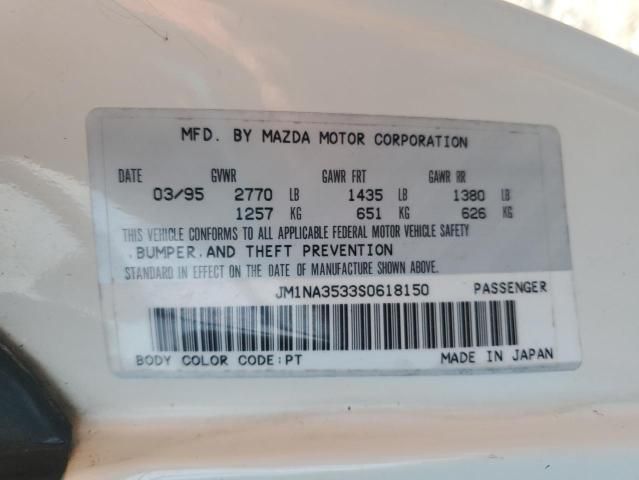 MFD. BY MAZDA MOTOR CORPORATION
DATE GVWR GAWR FRT GAWR RR
03/95 2770 LB 1435 LB 1380 LB
1257 KG 651 KG 626 KG
THIS VEHICLE CONFORMS TO ALL APPLICABLE FEDERAL MOTOR VEHICLE SAFETY
.BUMPER.AND THEFT PREVENTION
STANDARD IN EFFECT ON THE DATE OF MANUFACTURE SHOWN ABOVE.
JM1NA3533S0618150 PASSENGER
BODY COLOR CODE:PT MADE IN JAPAN